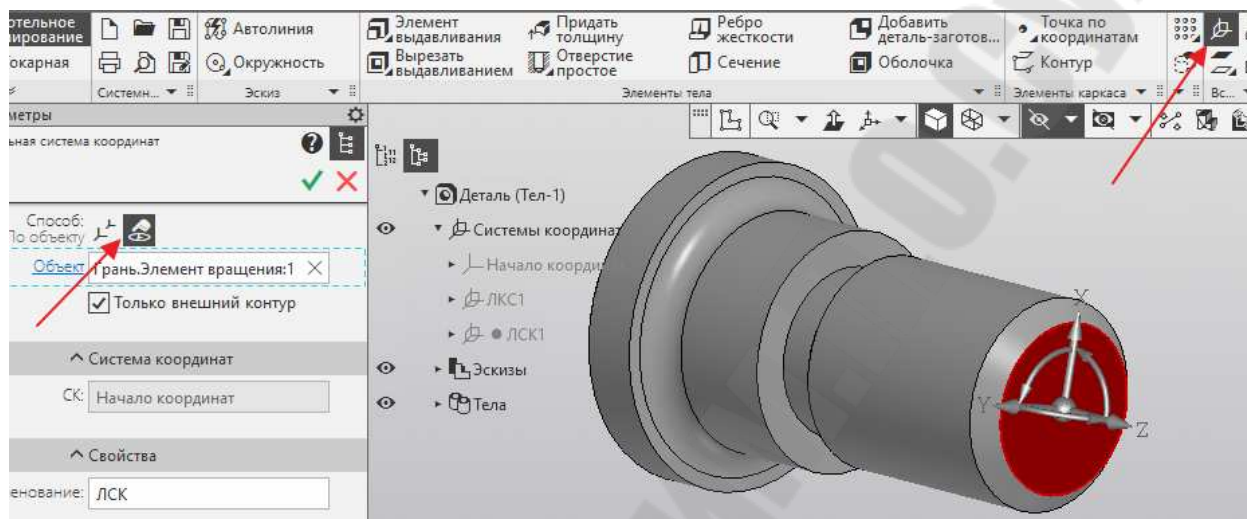 отельное
ирование
Автолиния
Элемент
выдавливания
Придать
толщину
Ребро
жесткости
Добавить
деталь-заготов...
Точка по
координатам
окарная
Окружность
Вырезать
выдавливанием
Отверстие
простое
Сечение
Оболочка
Контур
Системн...
Эскиз
Элементы тела
Элементы каркаса
Вс...
метры
ьная система координат
Способ:
По объекту
Объект
Грань.Элемент вращения:1
Только внешний контур
Система координат
СК:
Начало координат
Свойства
енование:
ЛСК
Деталь (Тел-1)
Системы координа
Начало коорди
ЛКС1
ЛСК1
Эскизы
Тела
X
Y
Z